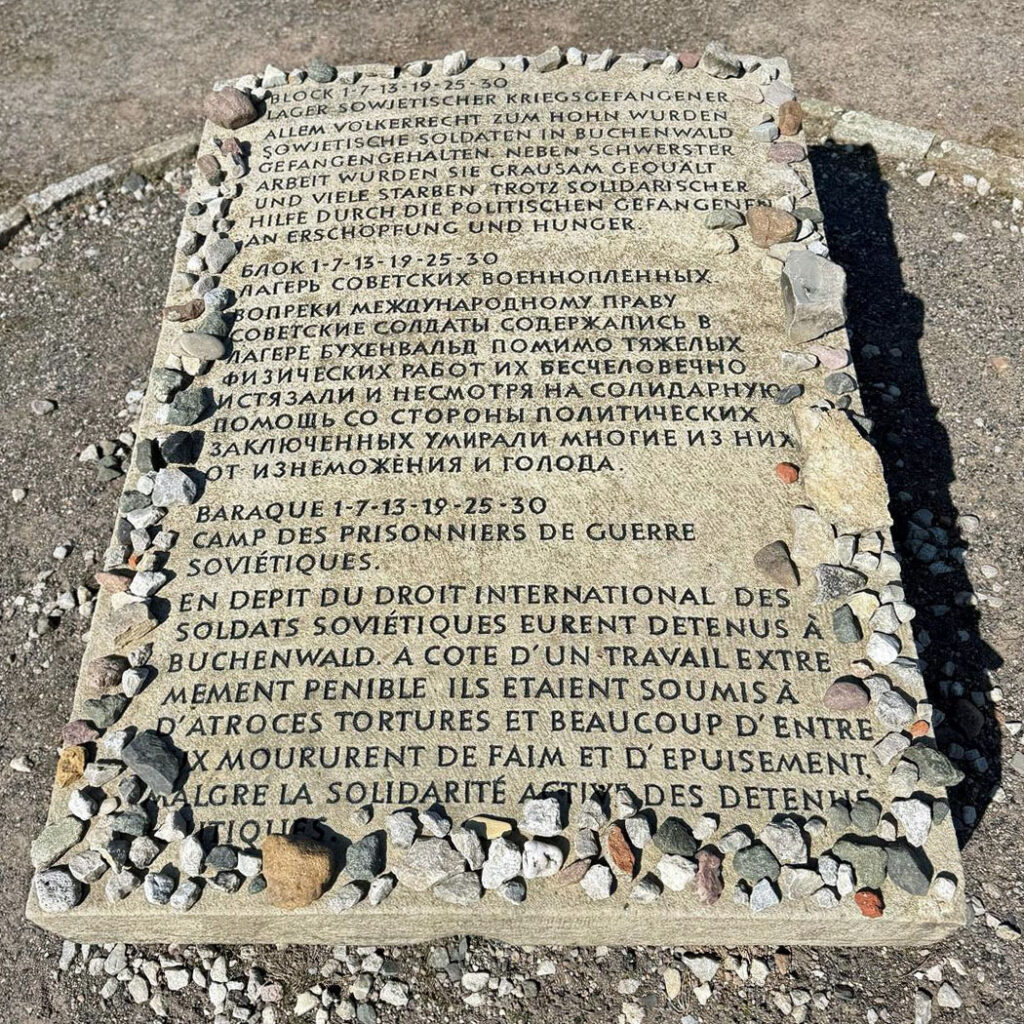 BLOCK 1-7-13-19-25-30
LAGER SOWJETISCHER KRIEGSGEFANGENER
ALLEM VÖLKERRECHT ZUM HOHN WURDEN
SOWJETISCHE SOLDATEN IN BUCHENWALD
GEFANGENGEHALTEN. NEBEN SCHWERSTER
ARBEIT WURDEN SIE GRAUSAM GEQUÄLT
UND VIELE STARBEN TROTZ SOLIDARISCHER
HILFE DURCH DIE POLITISCHEN GEFANGENEN
AN ERSCHÖPFUNG UND HUNGER.
БЛОК 1-7-13-19-25-30
ЛАГЕРЬ СОВЕТСКИХ ВОЕННОПЛЕННЫХ.
ВОПРЕКИ МЕЖДУНАРОДНОМУ ПРАВУ
СОВЕТСКИЕ СОЛДАТЫ СОДЕРЖАЛИСЬ В
ЛАГЕРЕ БУХЕНВАЛЬД ПОМИМО ТЯЖЕЛЫХ
ФИЗИЧЕСКИХ РАБОТ ИХ БЕСЧЕЛОВЕЧНО
ИСТЯЗАЛИ И НЕСМОТРЯ НА СОЛИДАРНУЮ
ПОМОЩЬ СО СТОРОНЫ ПОЛИТИЧЕСКИХ
ЗАКЛЮЧЕННЫХ УМИРАЛИ МНОГИЕ ИЗ НИХ
ОТ ИЗНЕМОЖЕНИЯ И ГОЛОДА.
BARAQUE 1-7-13-19-25-30
CAMP DES PRISONNIERS DE GUERRE
SOVIÉTIQUES.
EN DEPIT DU DROIT INTERNATIONAL DES
SOLDATS SOVIÉTIQUES EURENT DETENUS À
BUCHENWALD. A COTE D'UN TRAVAIL EXTRE
MEMENT PENIBLE ILS ETAIENT SOUMIS À
D'ATROCES TORTURES ET BEAUCOUP D'ENTRE
MOURURENT DE FAIM ET D'EPUISEMENT,
MALGRE LA SOLIDARITÉ ACTIVE DES DETENUS